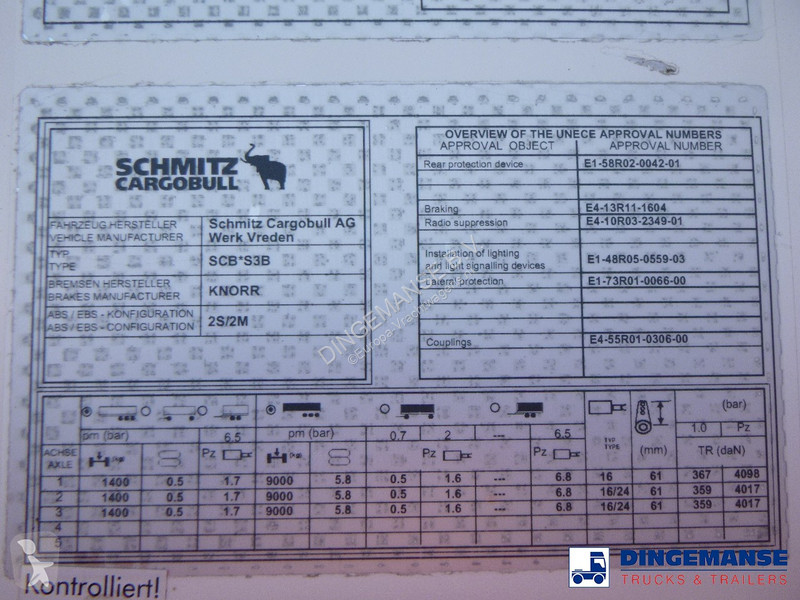 SCHMITZ
CARGOBULL
FAHRZEUG HERSTELLER
VEHICLE MANUFACTURER
Schmitz Cargobull AG
Werk Vreden
TYP
TYPE
SCB*S3B
BREMSEN HERSTELLER
BRAKES MANUFACTURER
KNORR
ABS / EBS - KONFIGURATION
ABS / EBS - CONFIGURATION
2S/2M
OVERVIEW OF THE UNECE APPROVAL NUMBERS
APPROVAL OBJECT APPROVAL NUMBER
Rear protection device E1-58R02-0042-01
Braking E4-13R11-1604
Radio suppression E4-10R03-2349-01
Installation of lighting
and light signalling devices E1-48R05-0559-03
Lateral protection E1-73R01-0066-00
Couplings E4-55R01-0306-00
(bar)
pm (bar) 6.5 pm (bar) 0.7 2 --- 6.5 TYP TYPE 1.0 Pz
ACHSE
AXLE
Pz Pz Pz (mm) TR (daN)
1 1400 0.5 1.7 9000 5.8 0.5 1.6 --- 6.8 16 61 367 4098
2 1400 0.5 1.7 9000 5.8 0.5 1.6 --- 6.8 16/24 61 359 4017
3 1400 0.5 1.7 9000 5.8 0.5 1.6 --- 6.8 16/24 61 359 4017
4
5
Kontrolliert!
DINGEMANSE
TRUCKS & TRAILERS